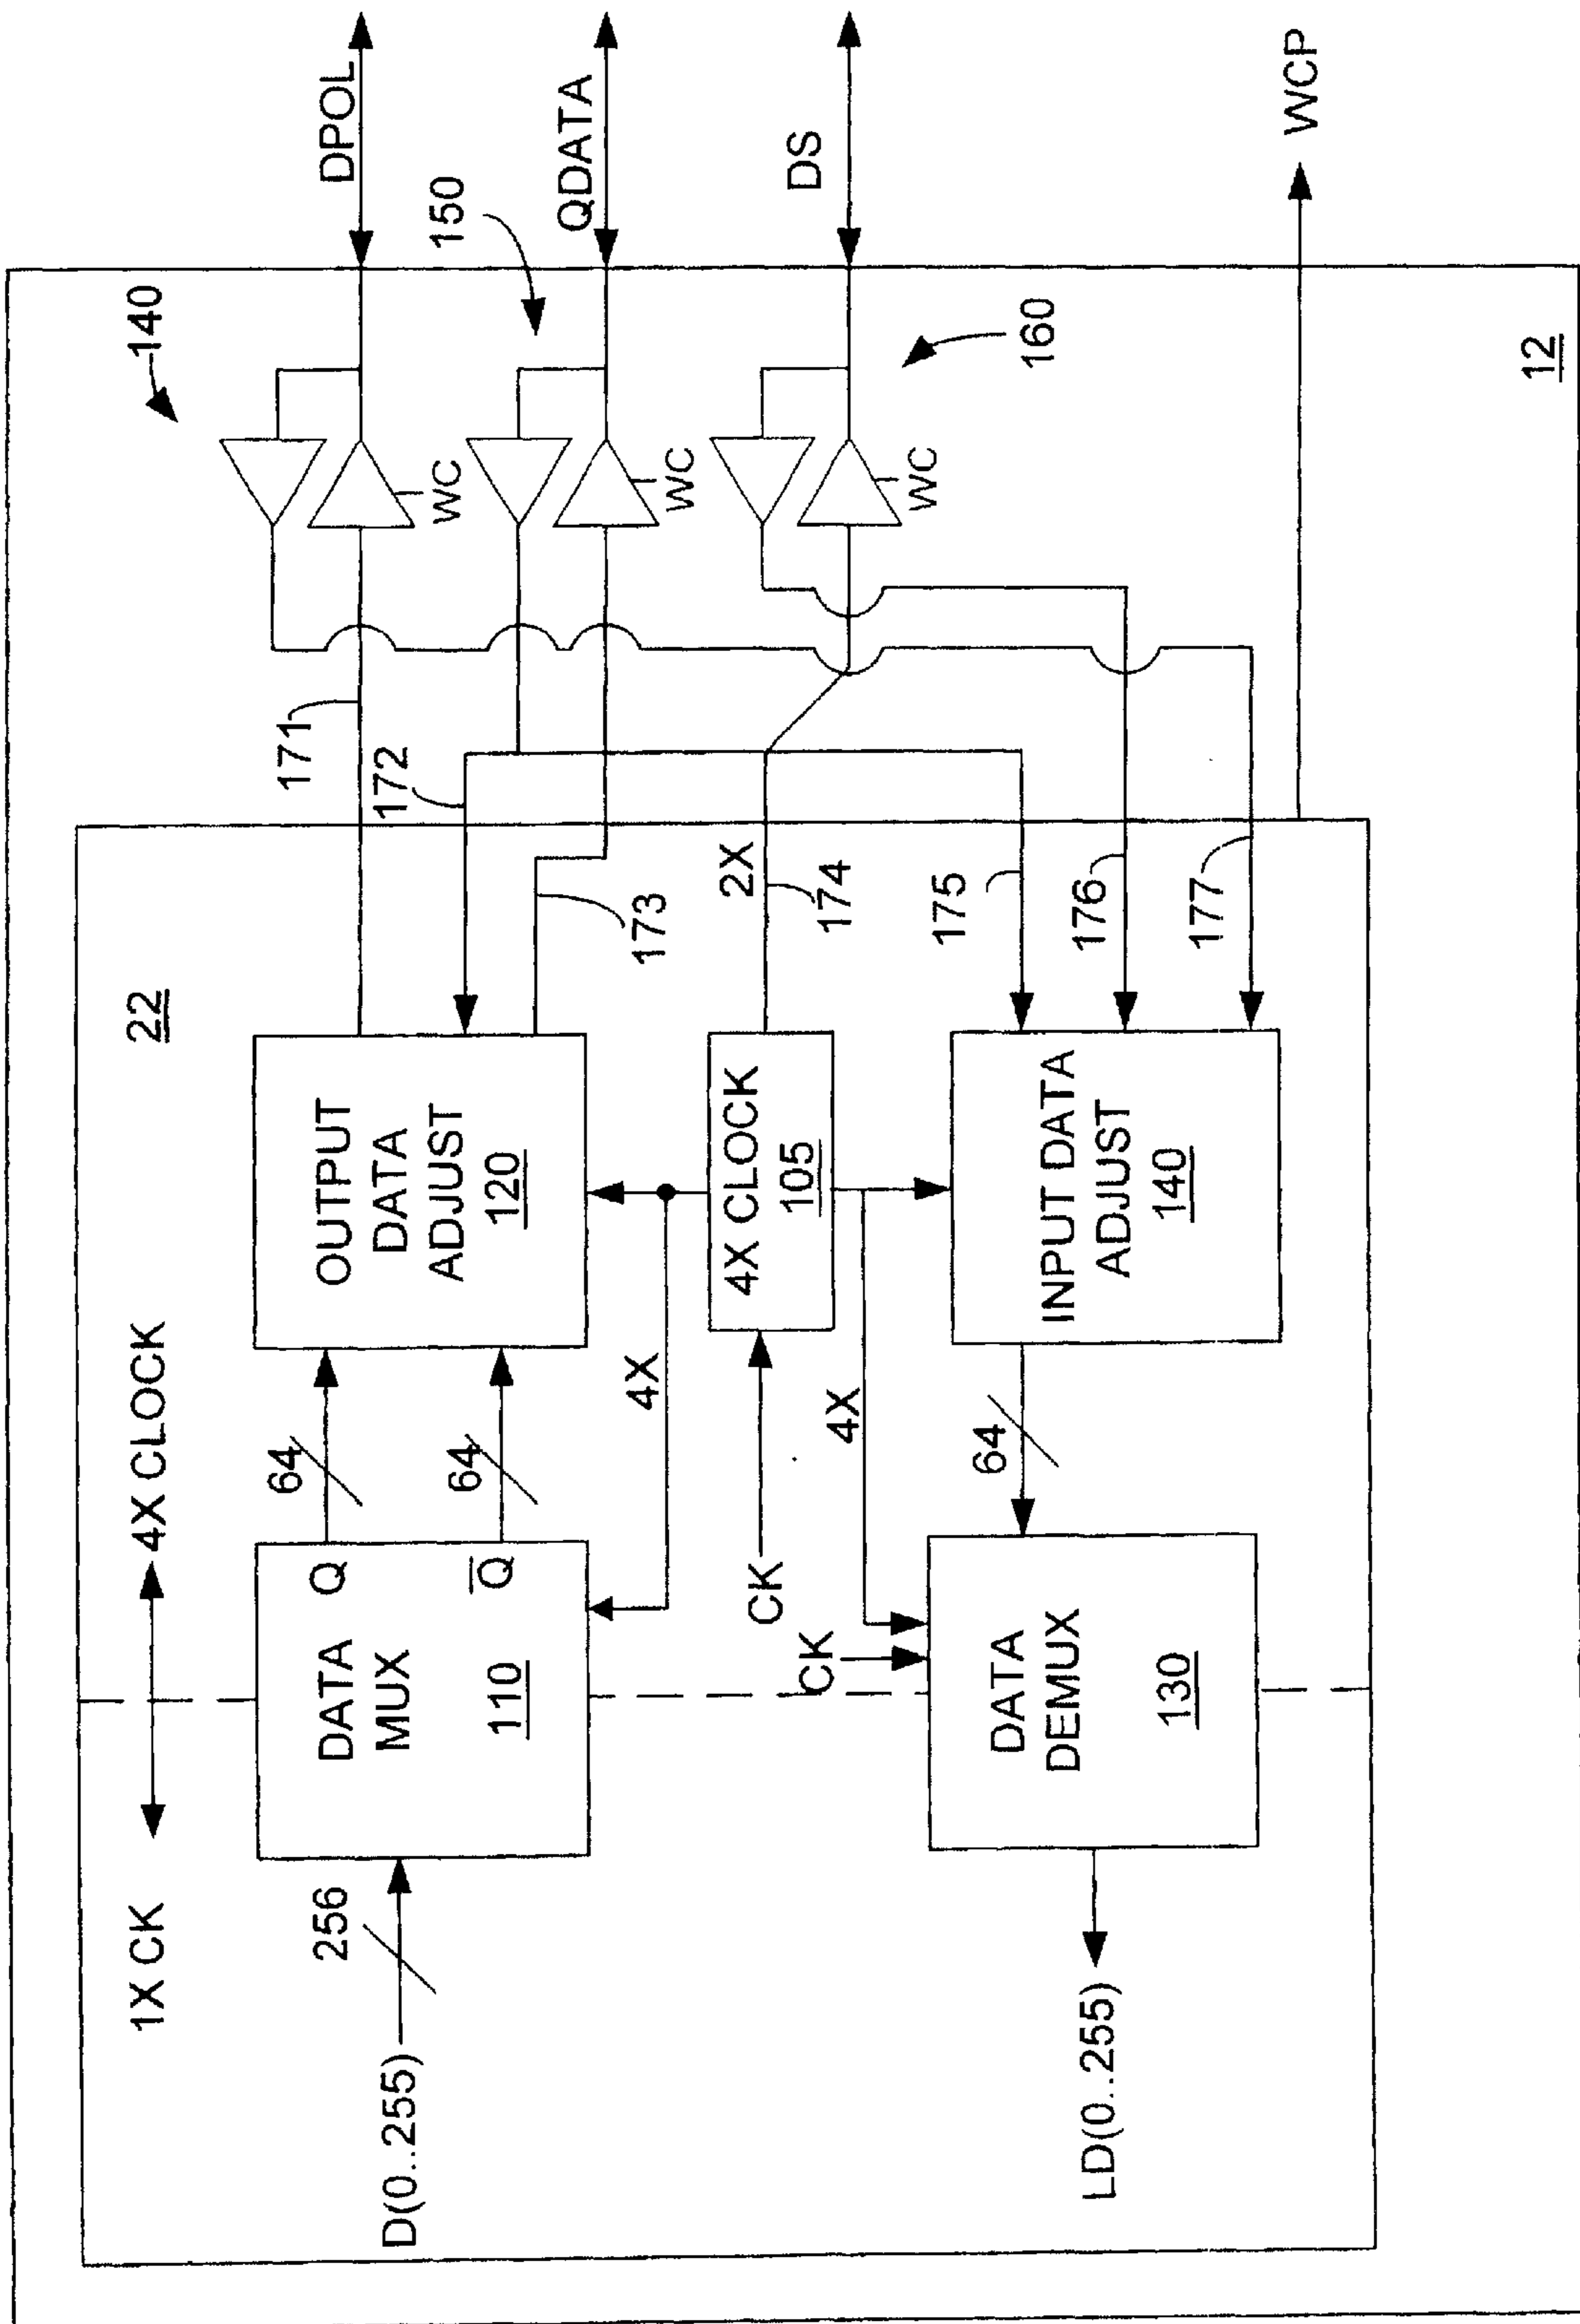 1X CK
4X CLOCK
22
140
DPOL
D(0..255)
256
DATA
MUX
110
Q
Q̅
64
64
OUTPUT
DATA
ADJUST
120
171
172
173
WC
150
QDATA
WC
4X
CK
4X CLOCK
105
2X
174
WC
DS
160
CK
4X
LD(0..255)
DATA
DEMUX
130
64
INPUT DATA
ADJUST
140
175
176
177
WCP
12